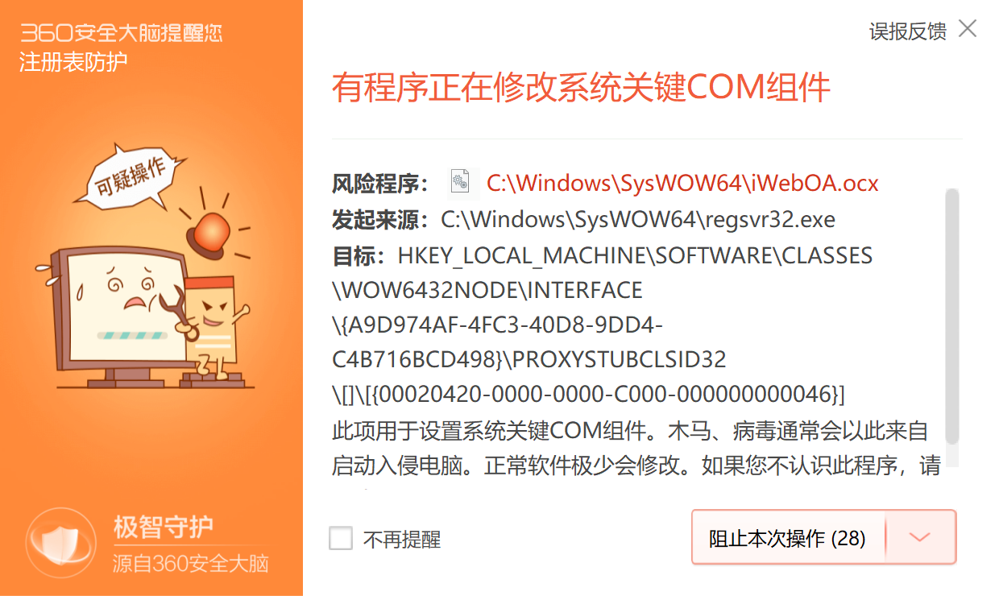 360安全大脑提醒您
注册表防护
误报反馈
有程序正在修改系统关键COM组件
可疑操作
风险程序： C:\Windows\SysWOW64\iWebOA.ocx
发起来源：C:\Windows\SysWOW64\regsvr32.exe
目标：HKEY_LOCAL_MACHINE\SOFTWARE\CLASSES
\WOW6432NODE\INTERFACE
\{A9D974AF-4FC3-40D8-9DD4-
C4B716BCD498}\PROXYSTUBCLSID32
\[]\[{00020420-0000-0000-C000-000000000046}]
此项用于设置系统关键COM组件。木马、病毒通常会以此来自
启动入侵电脑。正常软件极少会修改。如果您不认识此程序，请
极智守护
源自360安全大脑
不再提醒
阻止本次操作 (28)